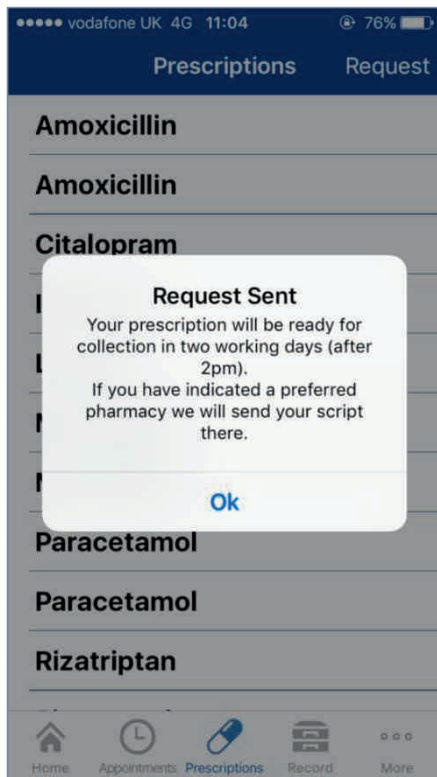 vodafone UK 4G 11:04 76%
Prescriptions Request
Amoxicillin
Amoxicillin
Citalopram
Request Sent
Your prescription will be ready for
collection in two working days (after
2pm).
If you have indicated a preferred
pharmacy we will send your script
there.
Ok
Paracetamol
Paracetamol
Rizatriptan
Home Appointments Prescriptions Record More